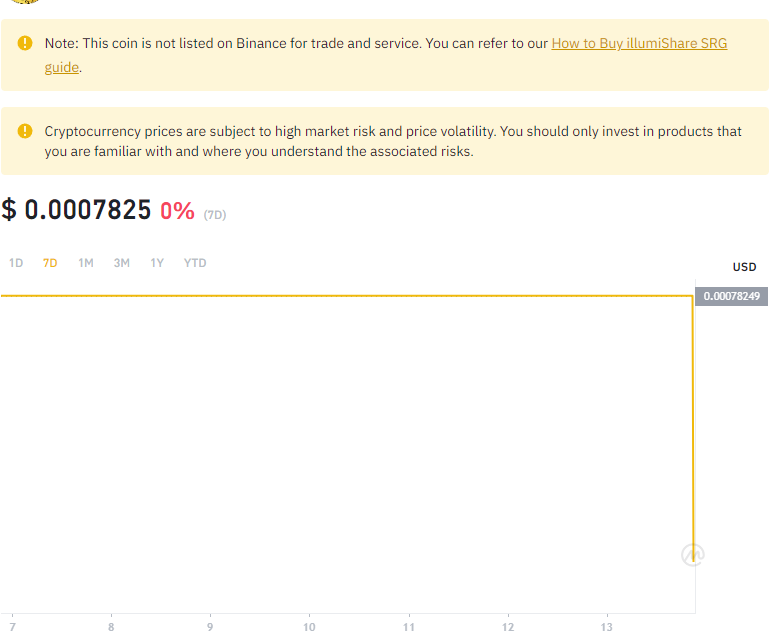 Note: This coin is not listed on Binance for trade and service. You can refer to our How to Buy illumiShare SRG
guide.
Cryptocurrency prices are subject to high market risk and price volatility. You should only invest in products that
you are familiar with and where you understand the associated risks.
$ 0.0007825 0% (7D)
1D 7D 1M 3M 1Y YTD
USD
0.00078249
7 8 9 10 11 12 13